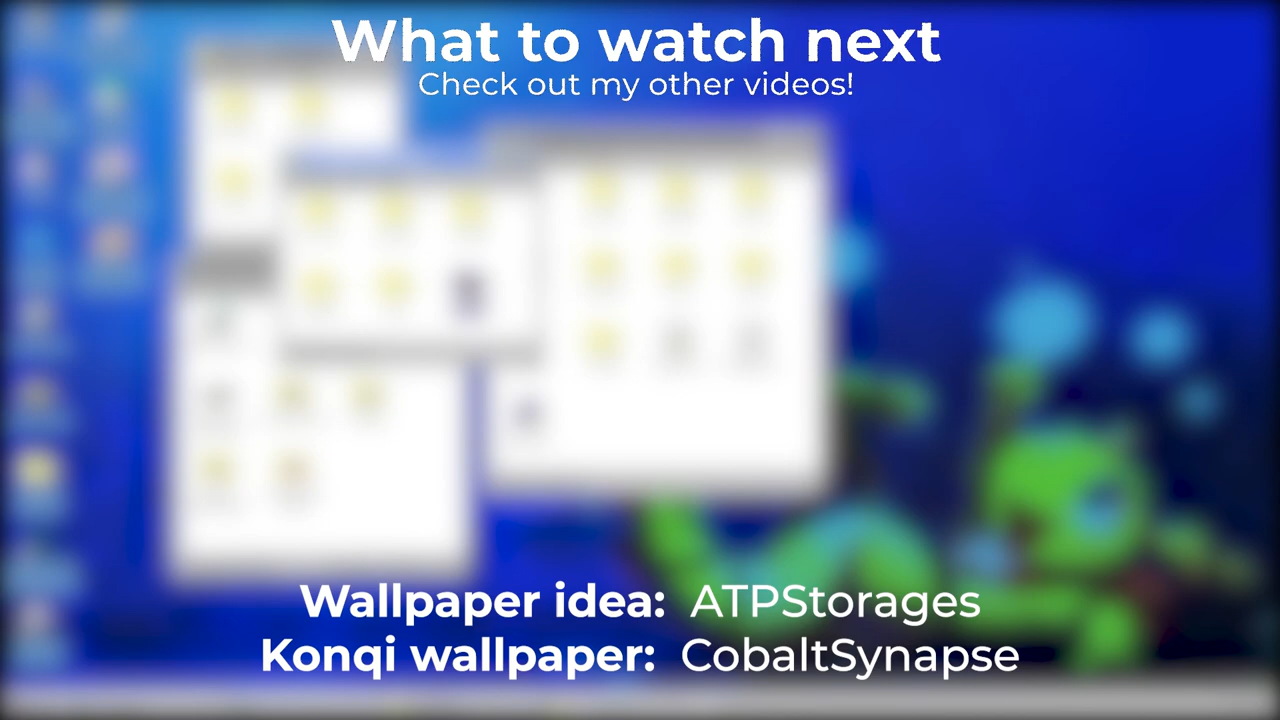 What to watch next
Check out my other videos!
Wallpaper idea: ATPStorages
Konqi wallpaper: CobaltSynapse